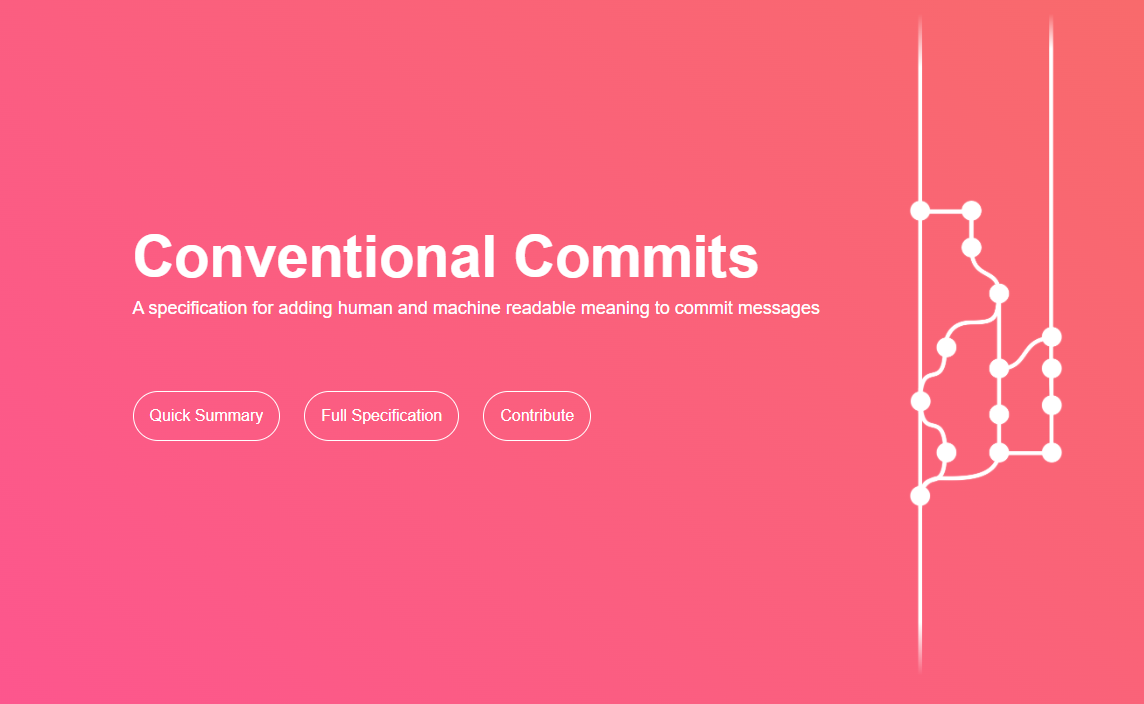 Conventional Commits
A specification for adding human and machine readable meaning to commit messages
Quick Summary
Full Specification
Contribute